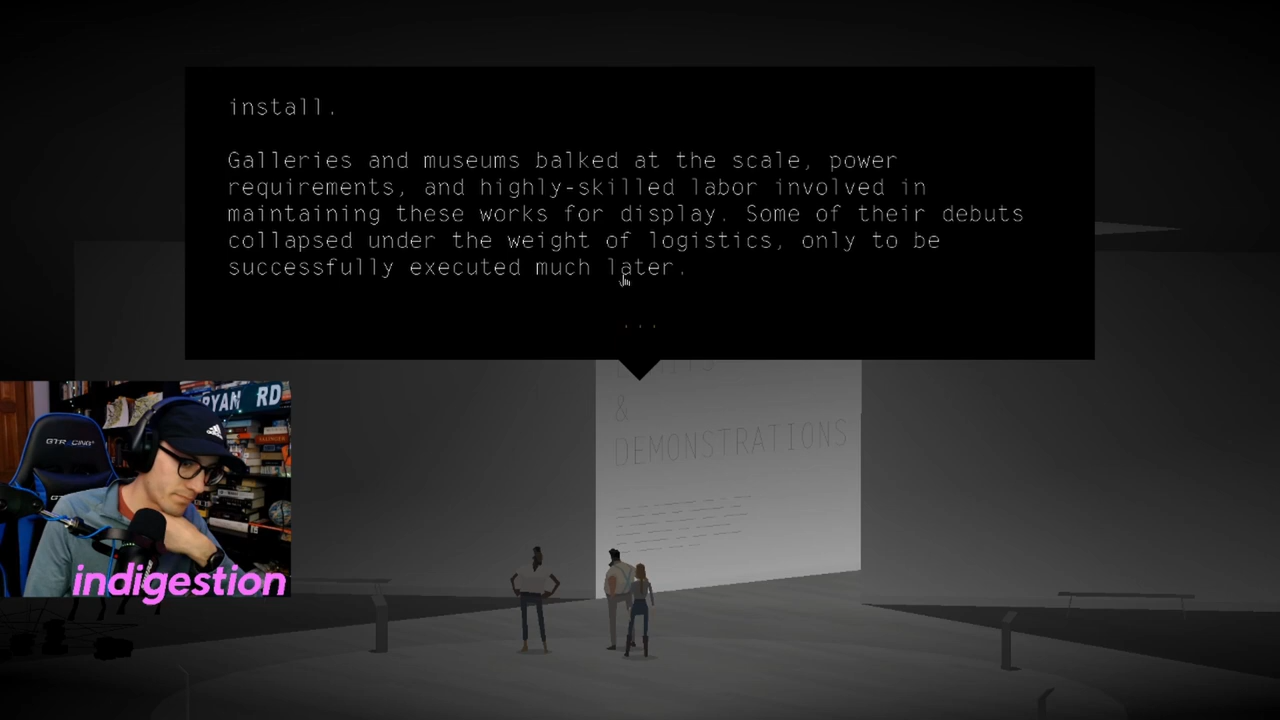 install.
Galleries and museums balked at the scale, power
requirements, and highly-skilled labor involved in
maintaining these works for display. Some of their debuts
collapsed under the weight of logistics, only to be
successfully executed much later.
...
&
DEMONSTRATIONS
RYAN RD
GTRACING
indigestion